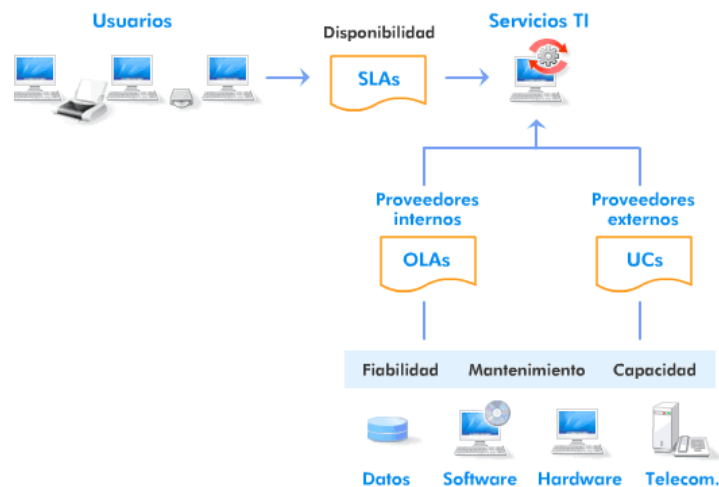 Usuarios
Servicios TI
Disponibilidad
SLAs
Proveedores
internos
Proveedores
externos
OLAs
UCs
Fiabilidad
Mantenimiento
Capacidad
Datos
Software
Hardware
Telecom.